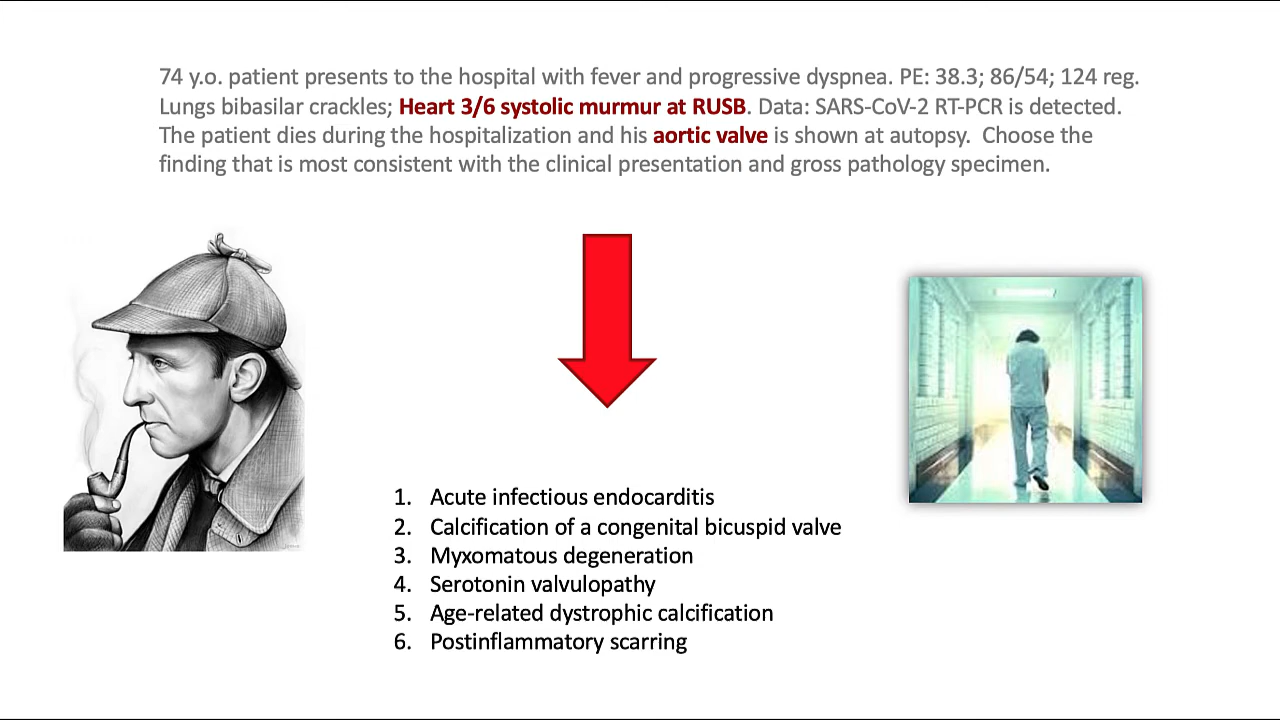 74 y.o. patient presents to the hospital with fever and progressive dyspnea. PE: 38.3; 86/54; 124 reg.
Lungs bibasilar crackles; Heart 3/6 systolic murmur at RUSB. Data: SARS-CoV-2 RT-PCR is detected.
The patient dies during the hospitalization and his aortic valve is shown at autopsy.  Choose the
finding that is most consistent with the clinical presentation and gross pathology specimen.
1. Acute infectious endocarditis
2. Calcification of a congenital bicuspid valve
3. Myxomatous degeneration
4. Serotonin valvulopathy
5. Age-related dystrophic calcification
6. Postinflammatory scarring